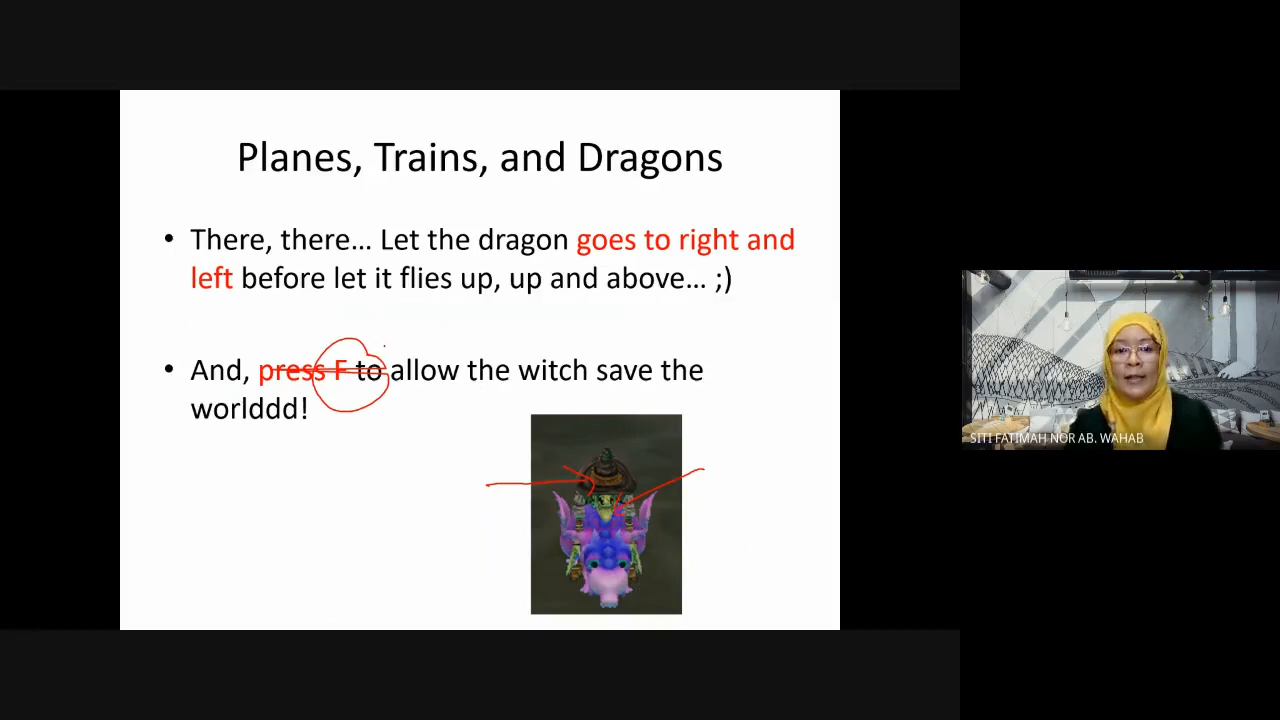 Planes, Trains, and Dragons
• There, there... Let the dragon goes to right and
left before let it flies up, up and above... ;)
• And, press F to allow the witch save the
worlddd!
SITI FATIMAH NOR AB. WAHAB